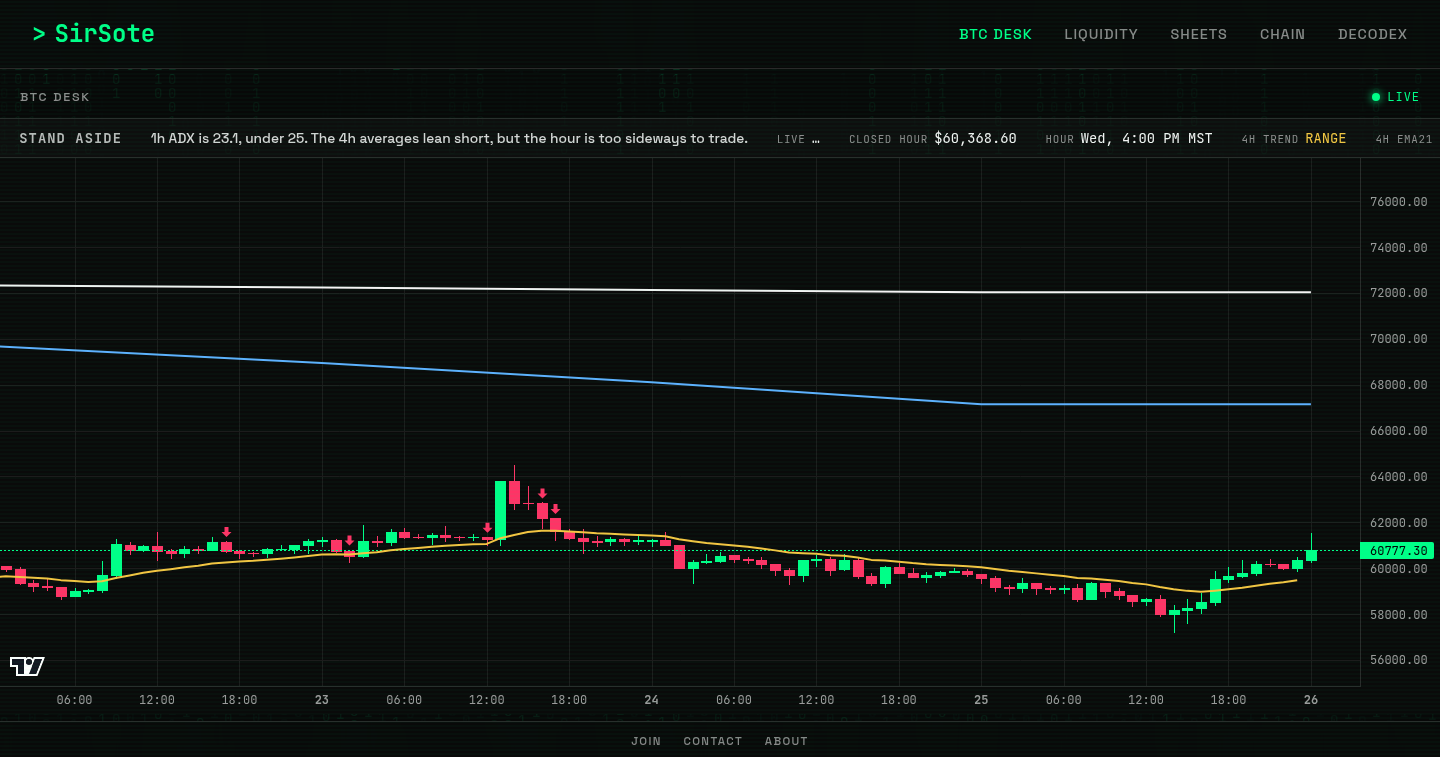 > SirSote
BTC DESK LIQUIDITY SHEETS CHAIN DECODEX
BTC DESK
LIVE
STAND ASIDE 1h ADX is 23.1, under 25. The 4h averages lean short, but the hour is too sideways to trade. LIVE … CLOSED HOUR $60,368.60 HOUR Wed, 4:00 PM MST 4H TREND RANGE 4H EMA21
76000.00
74000.00
72000.00
70000.00
68000.00
66000.00
64000.00
62000.00
60777.30
60000.00
58000.00
56000.00
06:00 12:00 18:00 23 06:00 12:00 18:00 24 06:00 12:00 18:00 25 06:00 12:00 18:00 26
JOIN CONTACT ABOUT